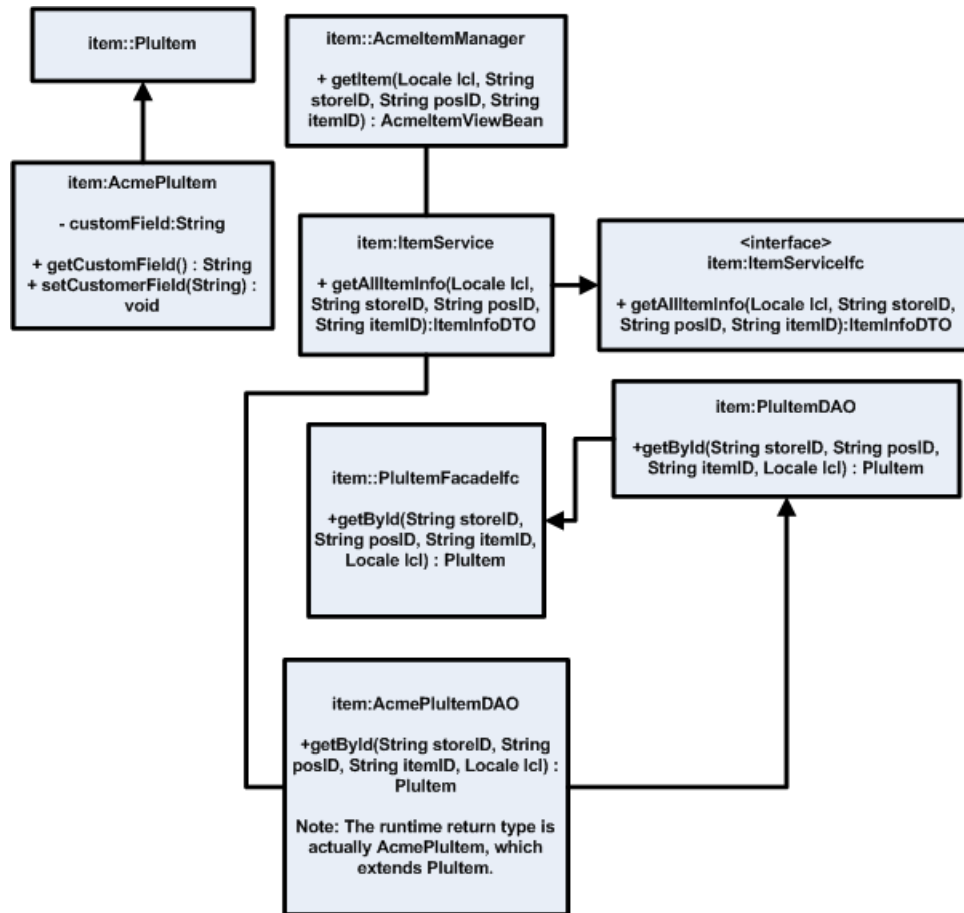 item::PluItem
item::AcmeItemManager
+ getItem(Locale lcl, String
storeID, String posID, String
itemID) : AcmeItemViewBean
item:AcmePluItem
- customField:String
+ getCustomField() : String
+ setCustomerField(String) :
void
item:ItemService
+ getAllItemInfo(Locale lcl,
String storeID, String posID,
String itemID):ItemInfoDTO
<interface>
item:ItemServiceIfc
+ getAllItemInfo(Locale lcl, String storeID,
String posID, String itemID):ItemInfoDTO
item:PluItemDAO
+getById(String storeID, String posID,
String itemID, Locale lcl) : PluItem
item::PluItemFacadeIfc
+getById(String storeID,
String posID, String itemID,
Locale lcl) : PluItem
item:AcmePluItemDAO
+getById(String storeID, String
posID, String itemID, Locale lcl) :
PluItem
Note: The runtime return type is
actually AcmePluItem, which
extends PluItem.